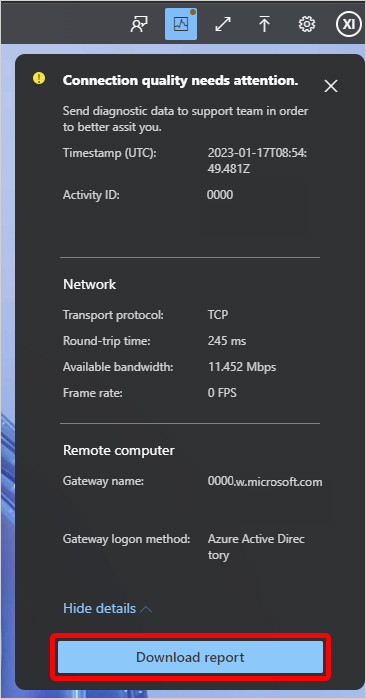 XI
Connection quality needs attention.
Send diagnostic data to support team in order
to better assit you.
Timestamp (UTC): 2023-01-17T08:54:
49.481Z
Activity ID: 0000
Network
Transport protocol: TCP
Round-trip time: 245 ms
Available bandwidth: 11.452 Mbps
Frame rate: 0 FPS
Remote computer
Gateway name: 0000.w.microsoft.com
Gateway logon method: Azure Active Direc
tory
Hide details
Download report